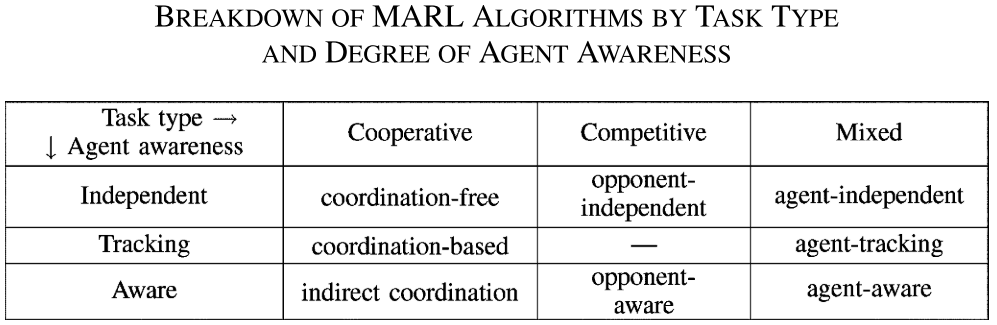 BREAKDOWN OF MARL ALGORITHMS BY TASK TYPE
AND DEGREE OF AGENT AWARENESS
Task type →
↓ Agent awareness
Cooperative
Competitive
Mixed
Independent
coordination-free
opponent-
independent
agent-independent
Tracking
coordination-based
—
agent-tracking
Aware
indirect coordination
opponent-
aware
agent-aware